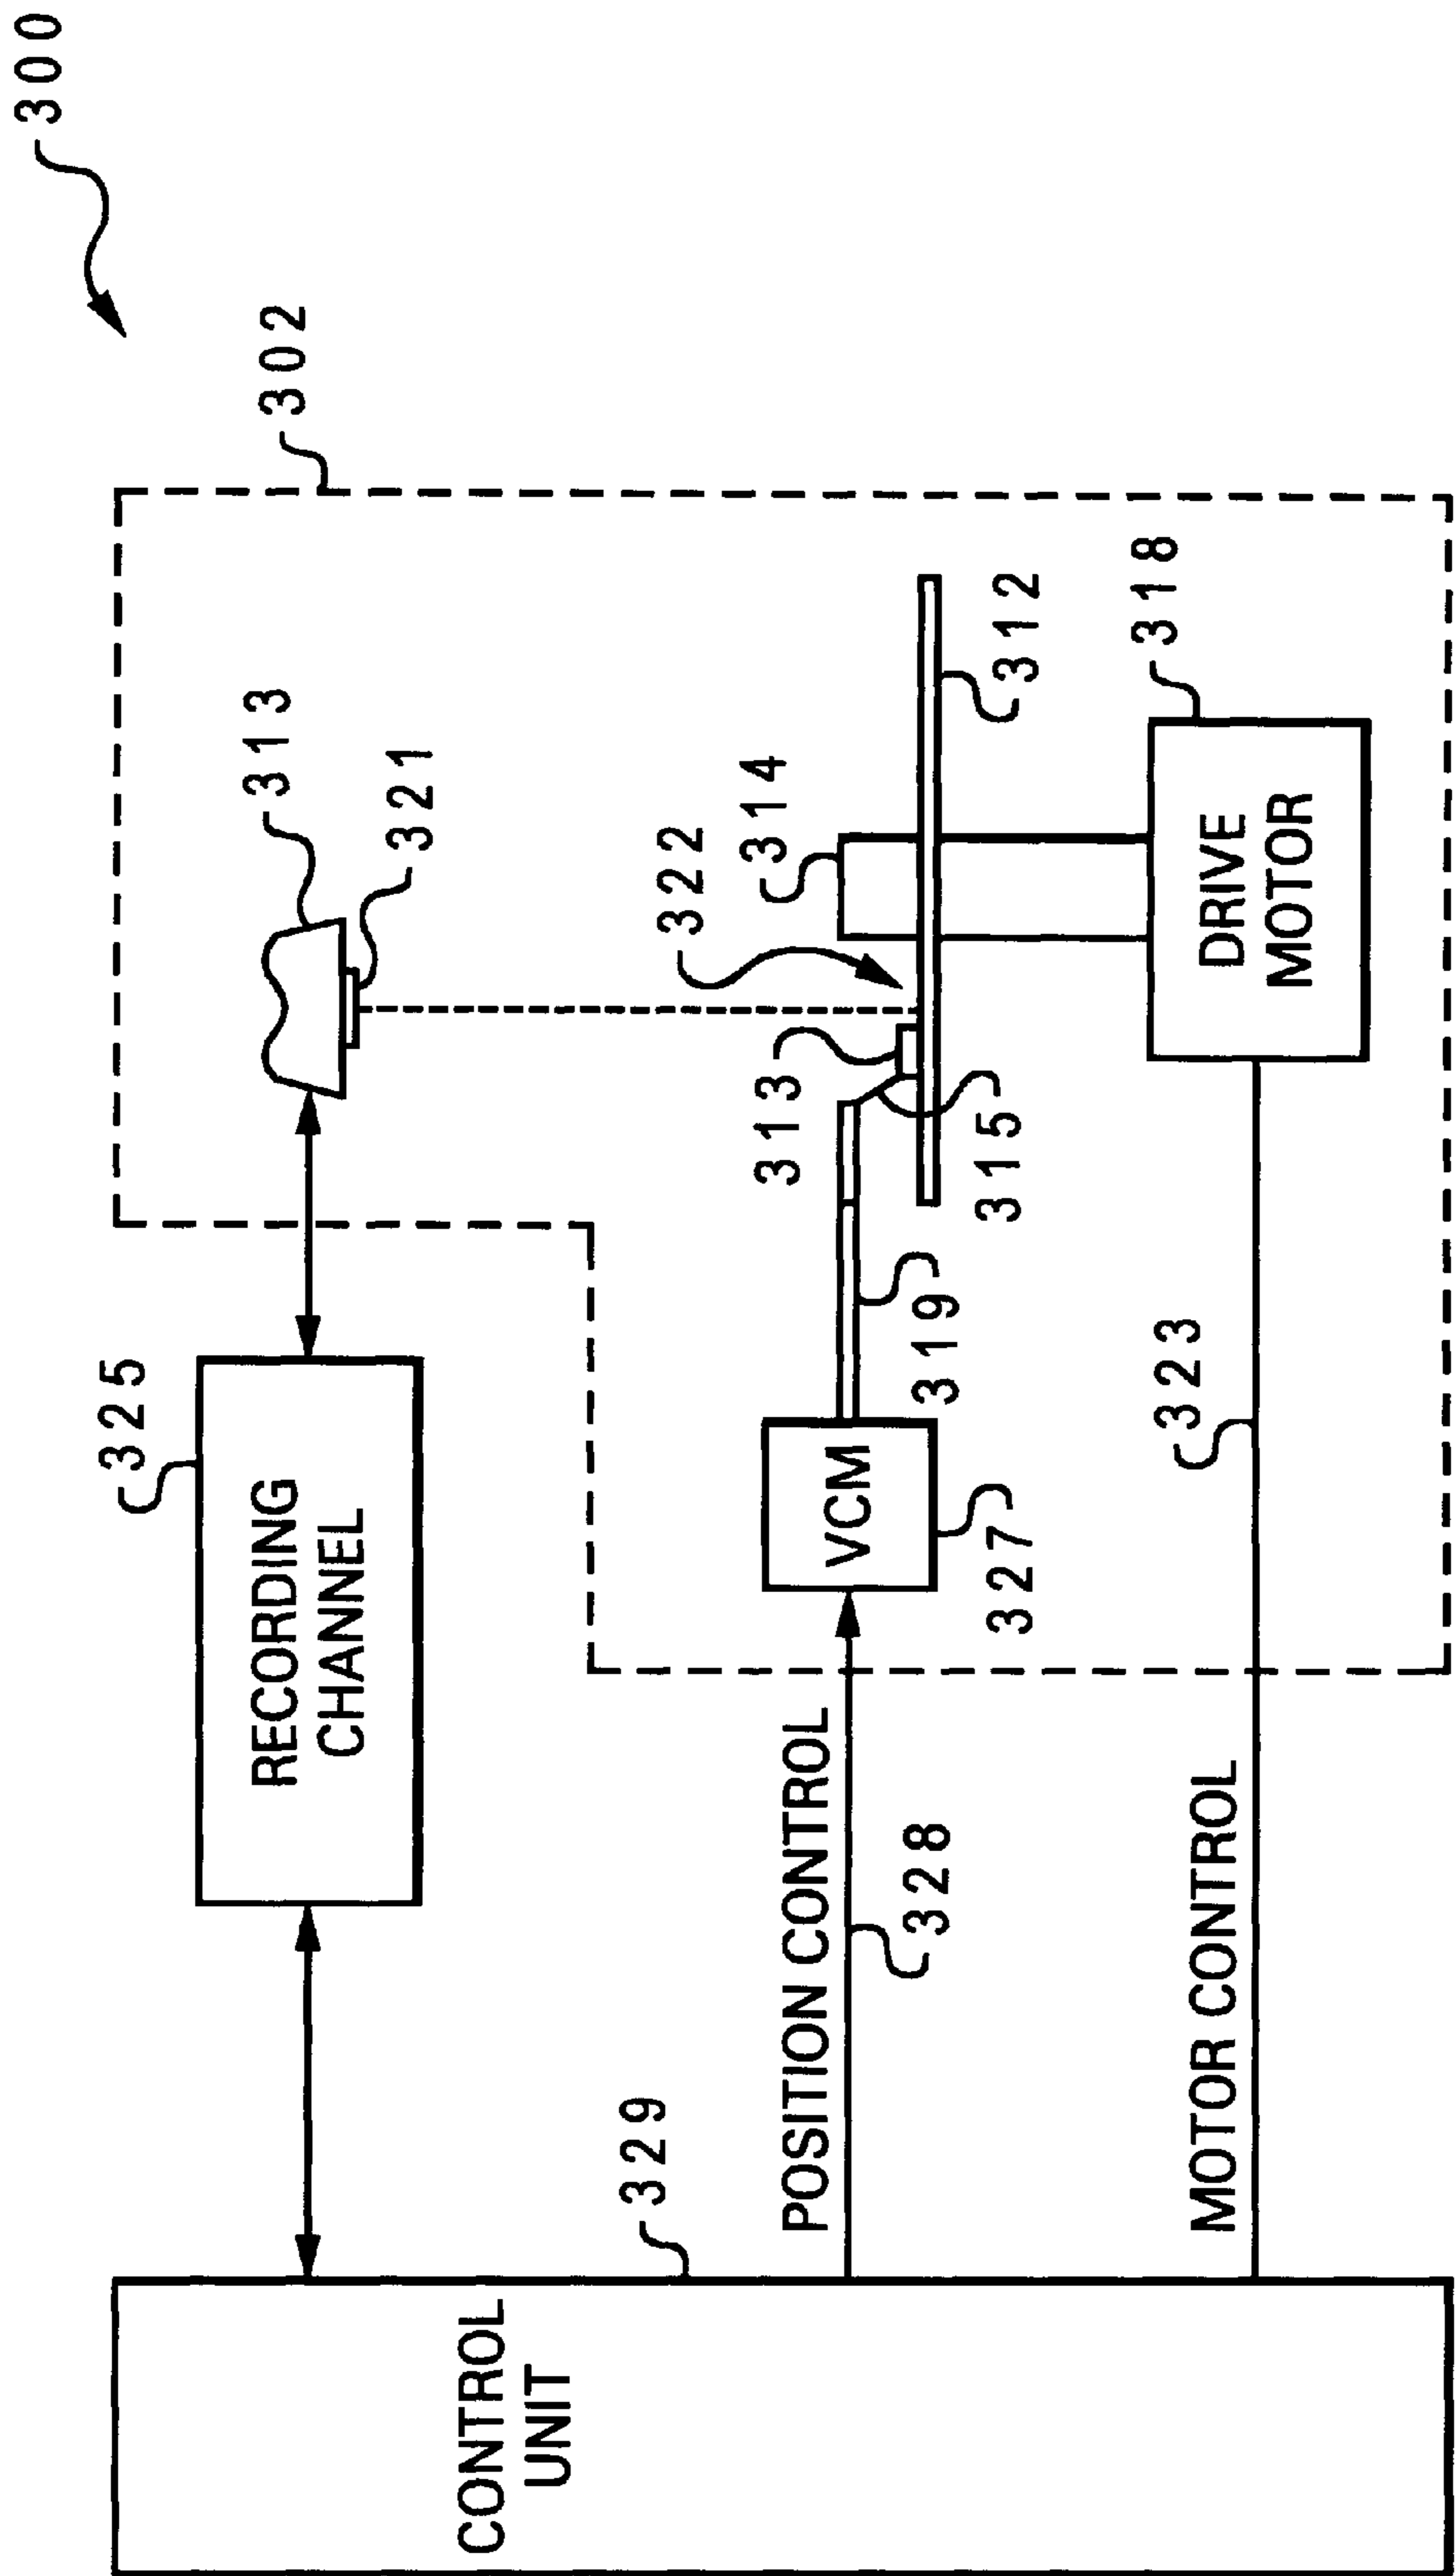 300
302
313
321
325
RECORDING
CHANNEL
322
314
312
313
315
319
VCM
327
318
DRIVE
MOTOR
323
329
CONTROL
UNIT
POSITION CONTROL
328
MOTOR CONTROL